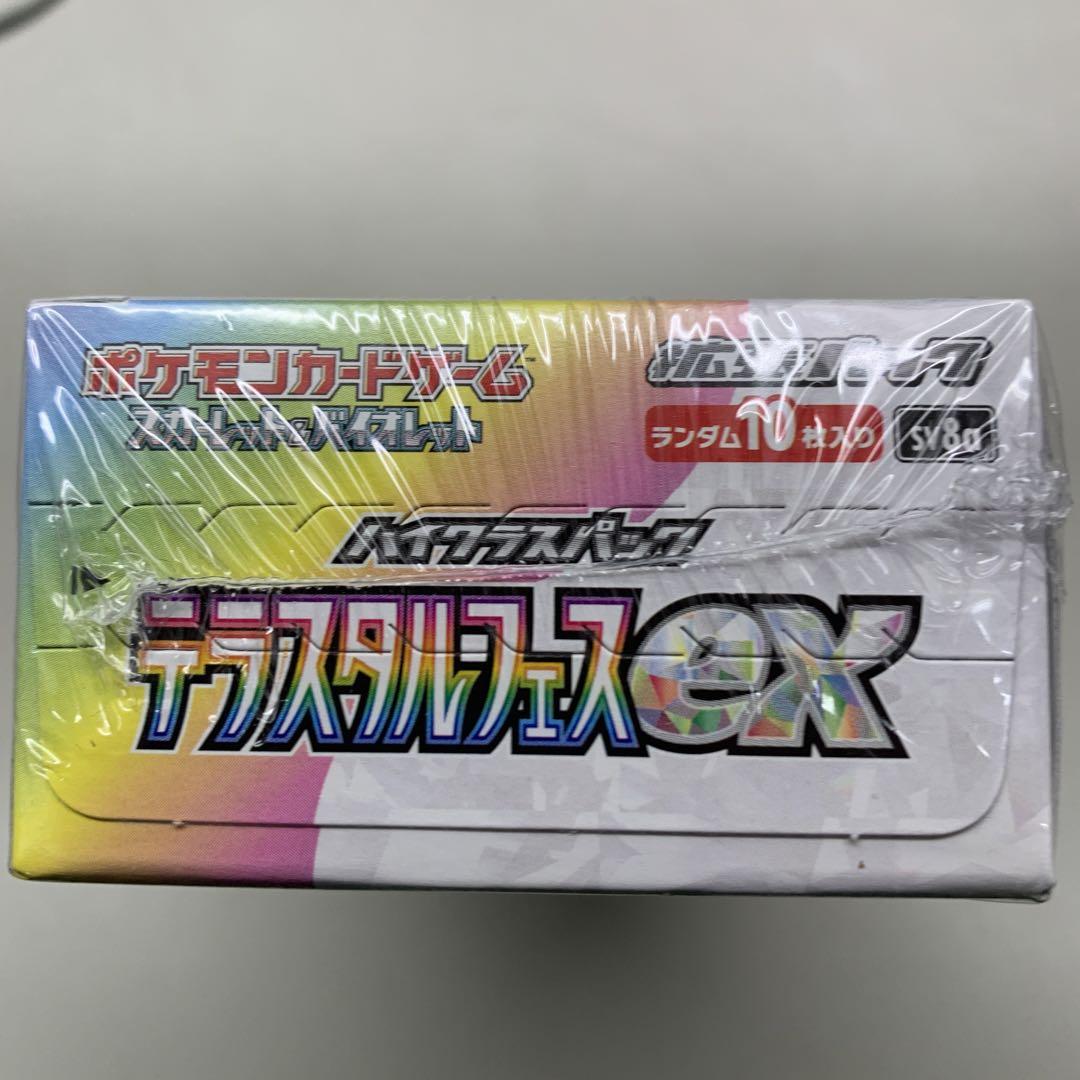 ポケモンカードゲーム
スカーレット&バイオレット
拡張パック
ランダム10枚入り SV8a
ハイクラスパック
テラスタルフェスex